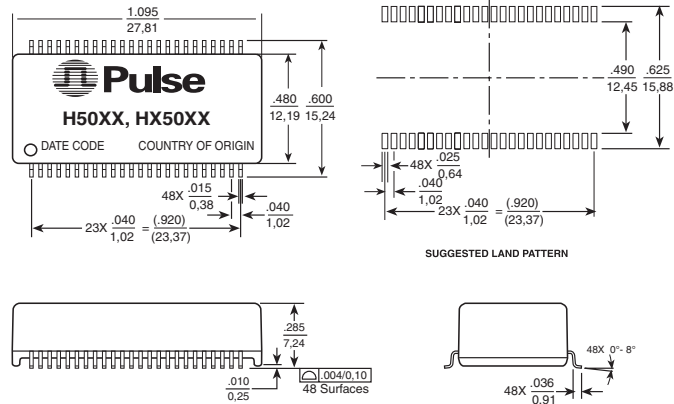 1.095
27,81
Pulse
H50XX, HX50XX
DATE CODE COUNTRY OF ORIGIN
.480
12,19
.600
15,24
48X .015
0,38
.040
1,02
23X .040 = (.920)
1,02 (23,37)
.490
12,45
.625
15,88
48X .025
0,64
.040
1,02
23X .040 = (.920)
1,02 (23,37)
SUGGESTED LAND PATTERN
.285
7,24
.010
0,25
.004/0,10
48 Surfaces
48X 0°- 8°
48X .036
0,91